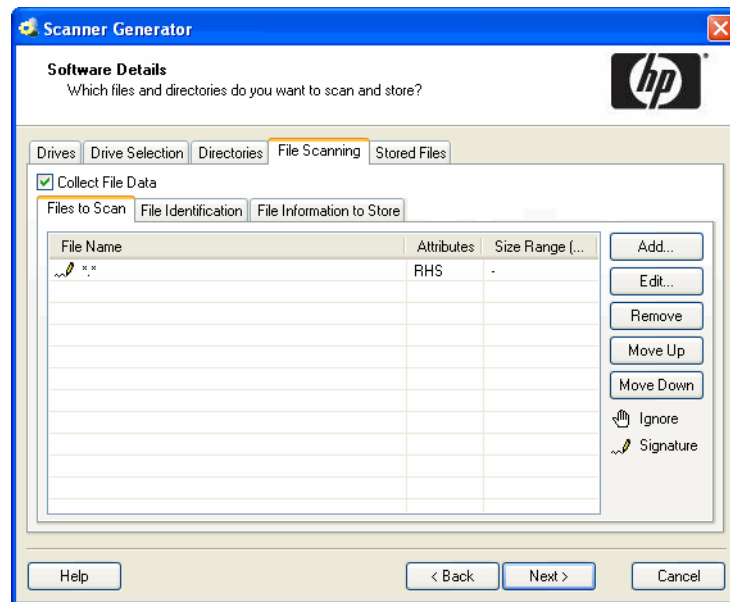 Scanner Generator
Software Details
Which files and directories do you want to scan and store?
hp
Drives Drive Selection Directories File Scanning Stored Files
Collect File Data
Files to Scan File Identification File Information to Store
File Name Attributes Size Range (... Add...
*.* RHS -
Edit...
Remove
Move Up
Move Down
Ignore
Signature
Help < Back Next > Cancel